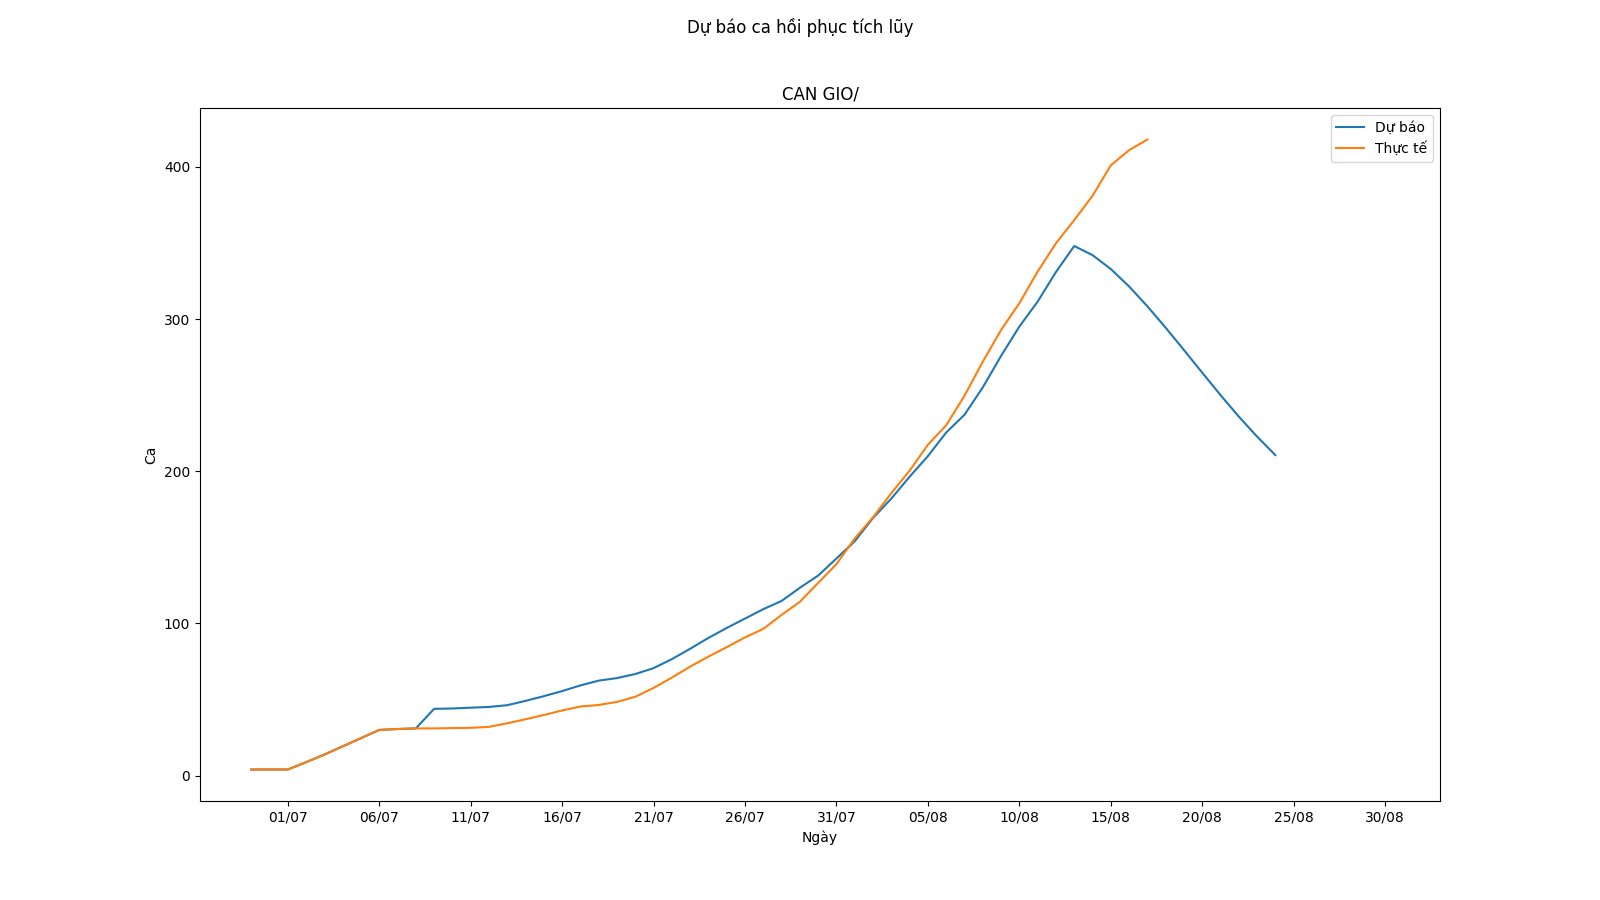 Dự báo ca hồi phục tích lũy
CAN GIO/
Dự báo
Thực tế
400
300
200
100
0
Ca
01/07 06/07 11/07 16/07 21/07 26/07 31/07 05/08 10/08 15/08 20/08 25/08 30/08
Ngày